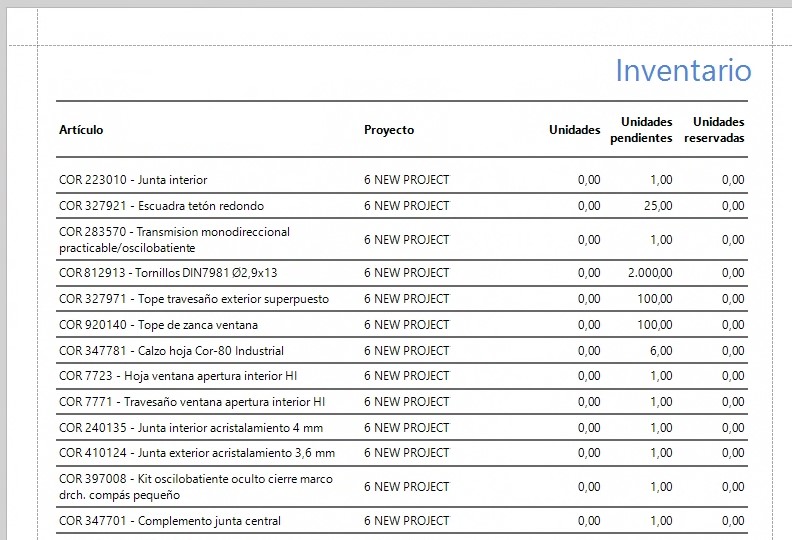 Inventario
Artículo Proyecto Unidades Unidades pendientes Unidades reservadas
COR 223010 - Junta interior 6 NEW PROJECT 0,00 1,00 0,00
COR 327921 - Escuadra tetón redondo 6 NEW PROJECT 0,00 25,00 0,00
COR 283570 - Transmision monodireccional
practicable/oscilobatiente 6 NEW PROJECT 0,00 1,00 0,00
COR 812913 - Tornillos DIN7981 Ø2,9x13 6 NEW PROJECT 0,00 2.000,00 0,00
COR 327971 - Tope travesaño exterior superpuesto 6 NEW PROJECT 0,00 100,00 0,00
COR 920140 - Tope de zanca ventana 6 NEW PROJECT 0,00 100,00 0,00
COR 347781 - Calzo hoja Cor-80 Industrial 6 NEW PROJECT 0,00 6,00 0,00
COR 7723 - Hoja ventana apertura interior HI 6 NEW PROJECT 0,00 1,00 0,00
COR 7771 - Travesaño ventana apertura interior HI 6 NEW PROJECT 0,00 1,00 0,00
COR 240135 - Junta interior acristalamiento 4 mm 6 NEW PROJECT 0,00 1,00 0,00
COR 410124 - Junta exterior acristalamiento 3,6 mm 6 NEW PROJECT 0,00 1,00 0,00
COR 397008 - Kit oscilobatiente oculto cierre marco
drch. compás pequeño 6 NEW PROJECT 0,00 1,00 0,00
COR 347701 - Complemento junta central 6 NEW PROJECT 0,00 1,00 0,00